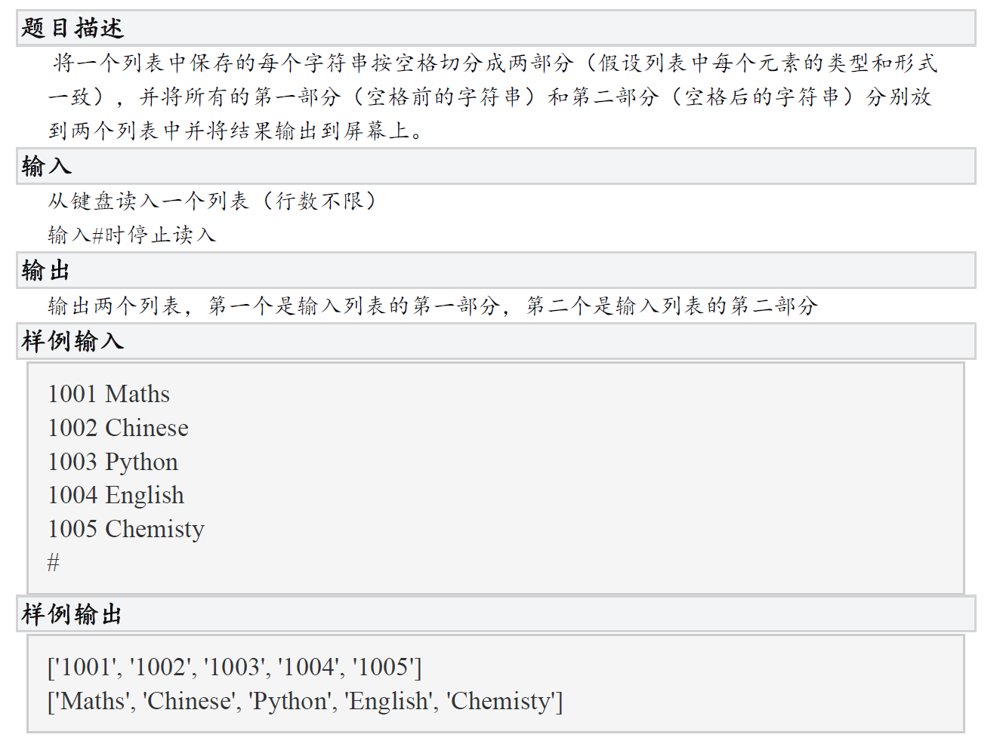 题目描述
将一个列表中保存的每个字符串按空格切分成两部分（假设列表中每个元素的类型和形式
一致），并将所有的第一部分（空格前的字符串）和第二部分（空格后的字符串）分别放
到两个列表中并将结果输出到屏幕上。
输入
从键盘读入一个列表（行数不限）
输入#时停止读入
输出
输出两个列表，第一个是输入列表的第一部分，第二个是输入列表的第二部分
样例输入
1001 Maths
1002 Chinese
1003 Python
1004 English
1005 Chemisty
#
样例输出
['1001', '1002', '1003', '1004', '1005']
['Maths', 'Chinese', 'Python', 'English', 'Chemisty']